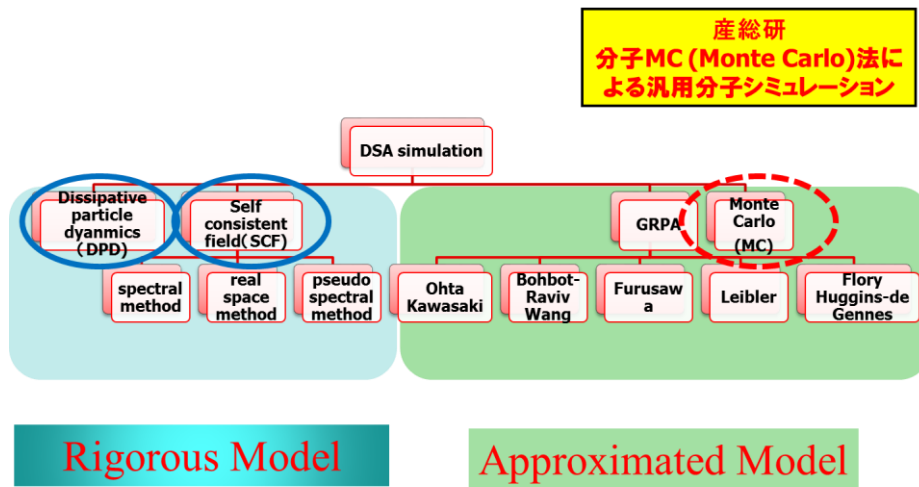 産総研
分子MC (Monte Carlo)法に
よる汎用分子シミュレーション
DSA simulation
Dissipative
particle
dyanmics
(DPD)
Self
consistent
field(SCF)
GRPA
Monte
Carlo
(MC)
spectral
method
real
space
method
pseudo
spectral
method
Ohta
Kawasaki
Bohbot-
Raviv
Wang
Furusaw
a
Leibler
Flory
Huggins-de
Gennes
Rigorous Model
Approximated Model